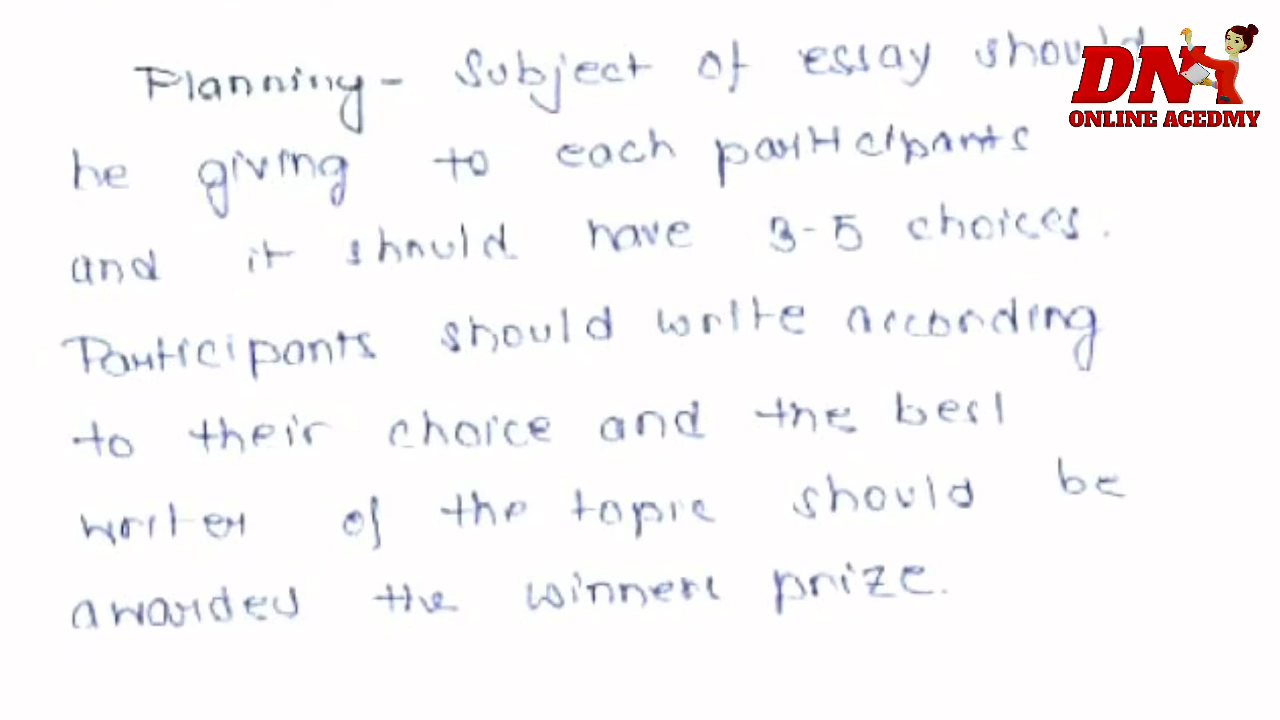 Planning - Subject of essay should
DN
ONLINE ACEDMY
he giving to each participants
and it should have 3-5 choices.
Participants should write according
to their choice and the best
writer of the topic should be
awarded the winner prize.